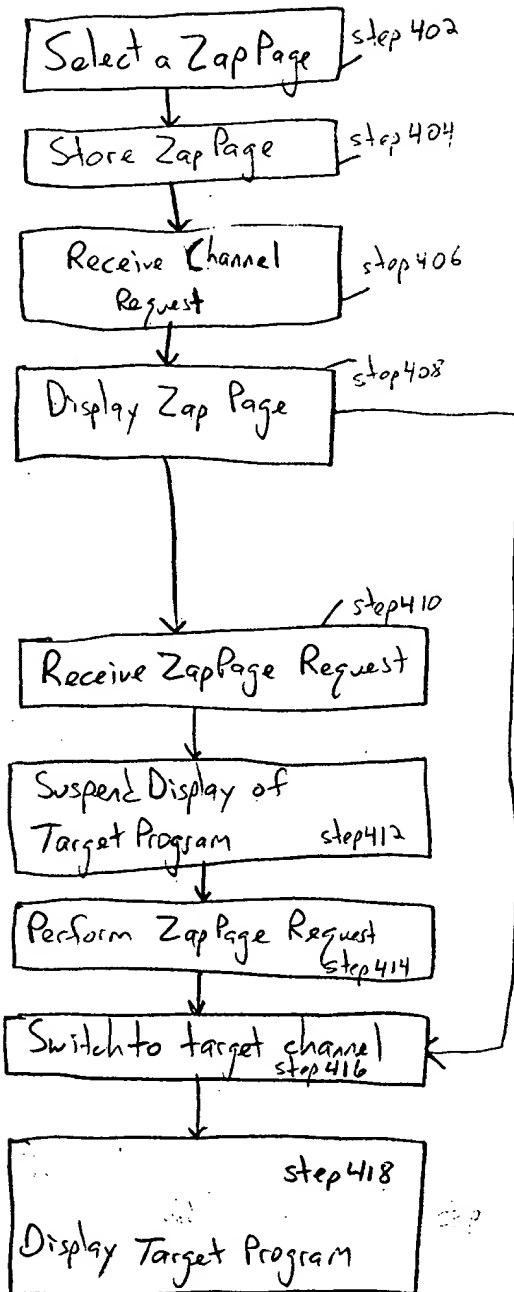 Select a Zap Page
step 402
Store Zap Page
step 404
Receive Channel
Request
step 406
Display Zap Page
step 408
step 410
Receive Zap Page Request
Suspend Display of
Target Program
step 412
Perform Zap Page Request
step 414
Switch to target channel
step 416
step 418
Display Target Program